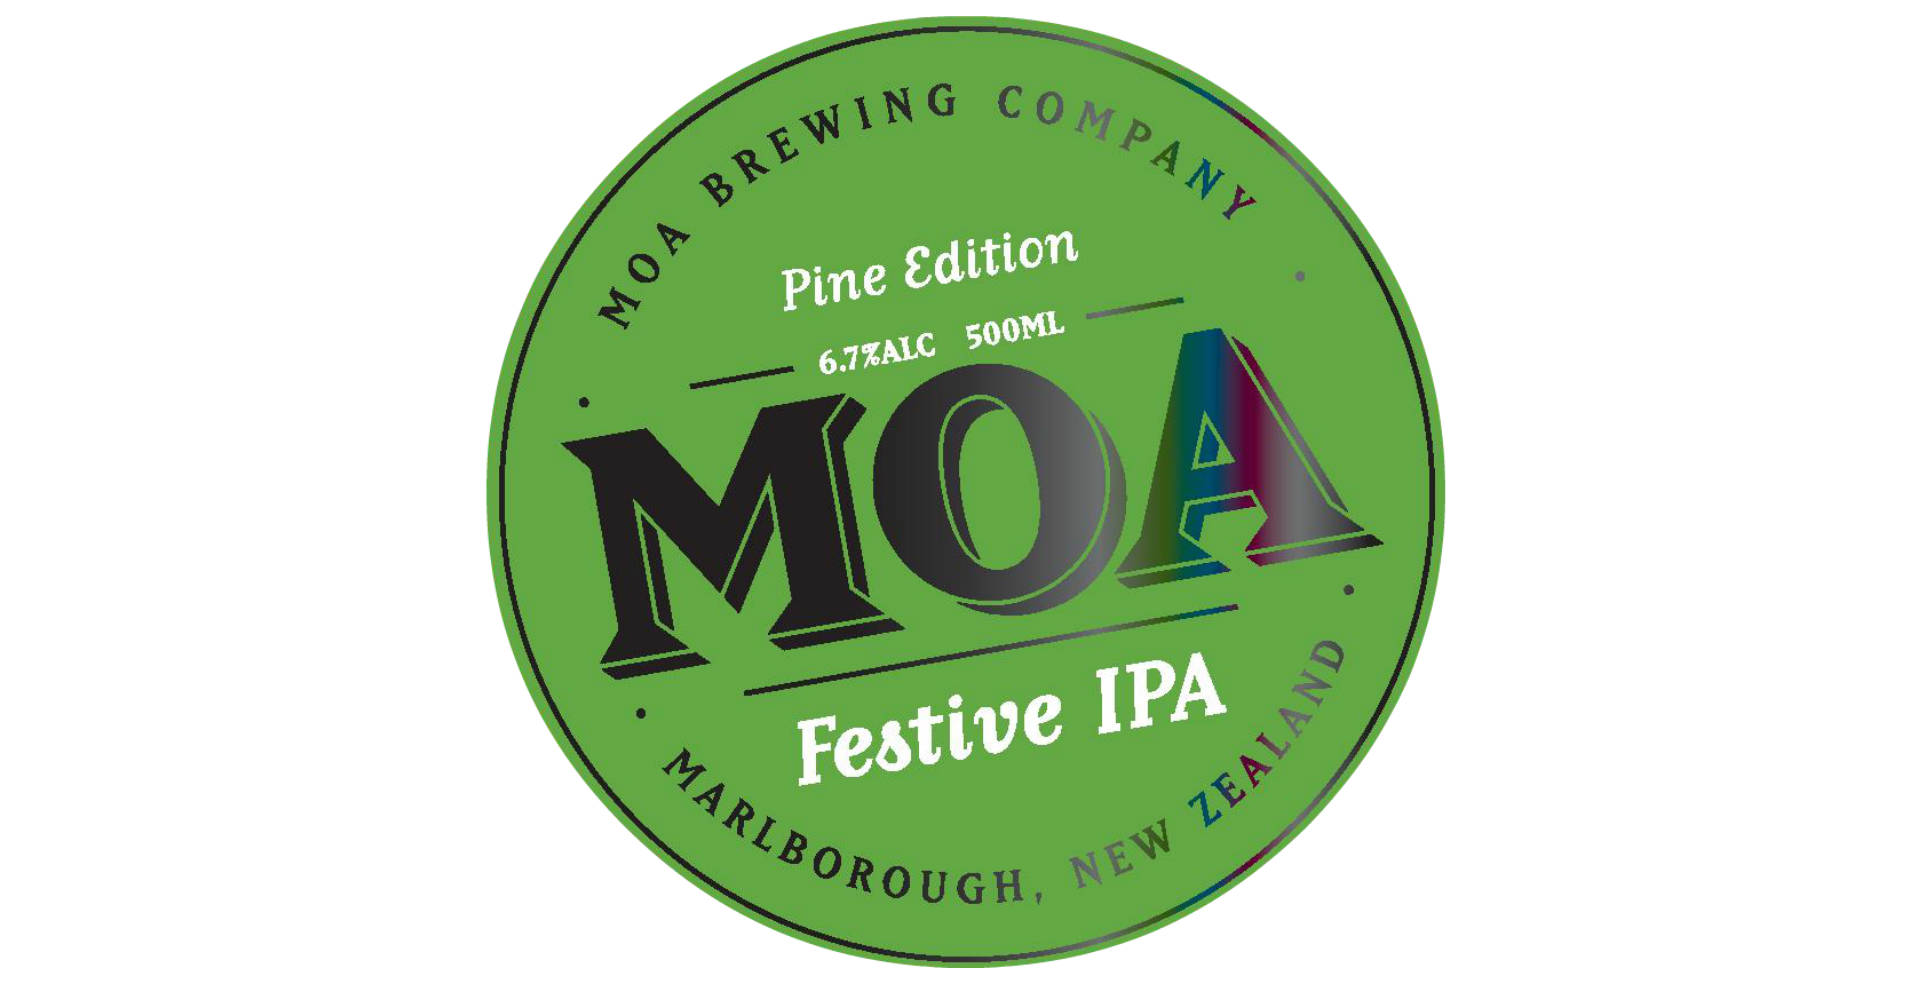 MOA BREWING COMPANY
Pine Edition
6.7%ALC 500ML
MOA
Festive IPA
MARLBOROUGH, NEW ZEALAND